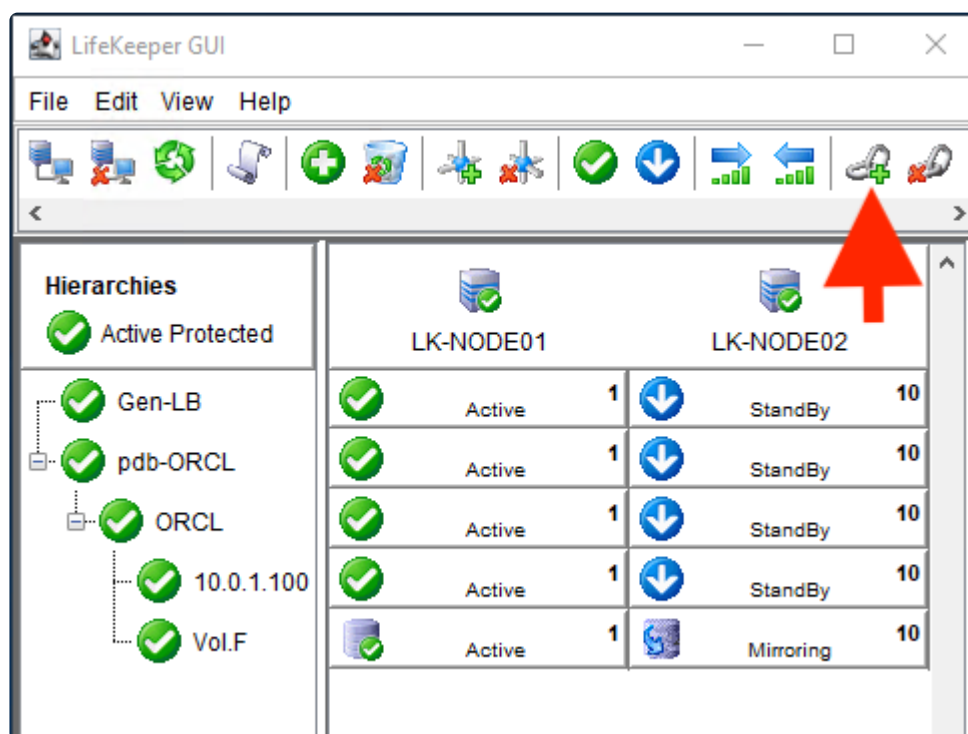 LifeKeeper GUI
File Edit View Help
Hierarchies
Active Protected
LK-NODE01 LK-NODE02
Gen-LB Active 1 StandBy 10
pdb-ORCL Active 1 StandBy 10
ORCL Active 1 StandBy 10
10.0.1.100 Active 1 StandBy 10
Vol.F Active 1 Mirroring 10